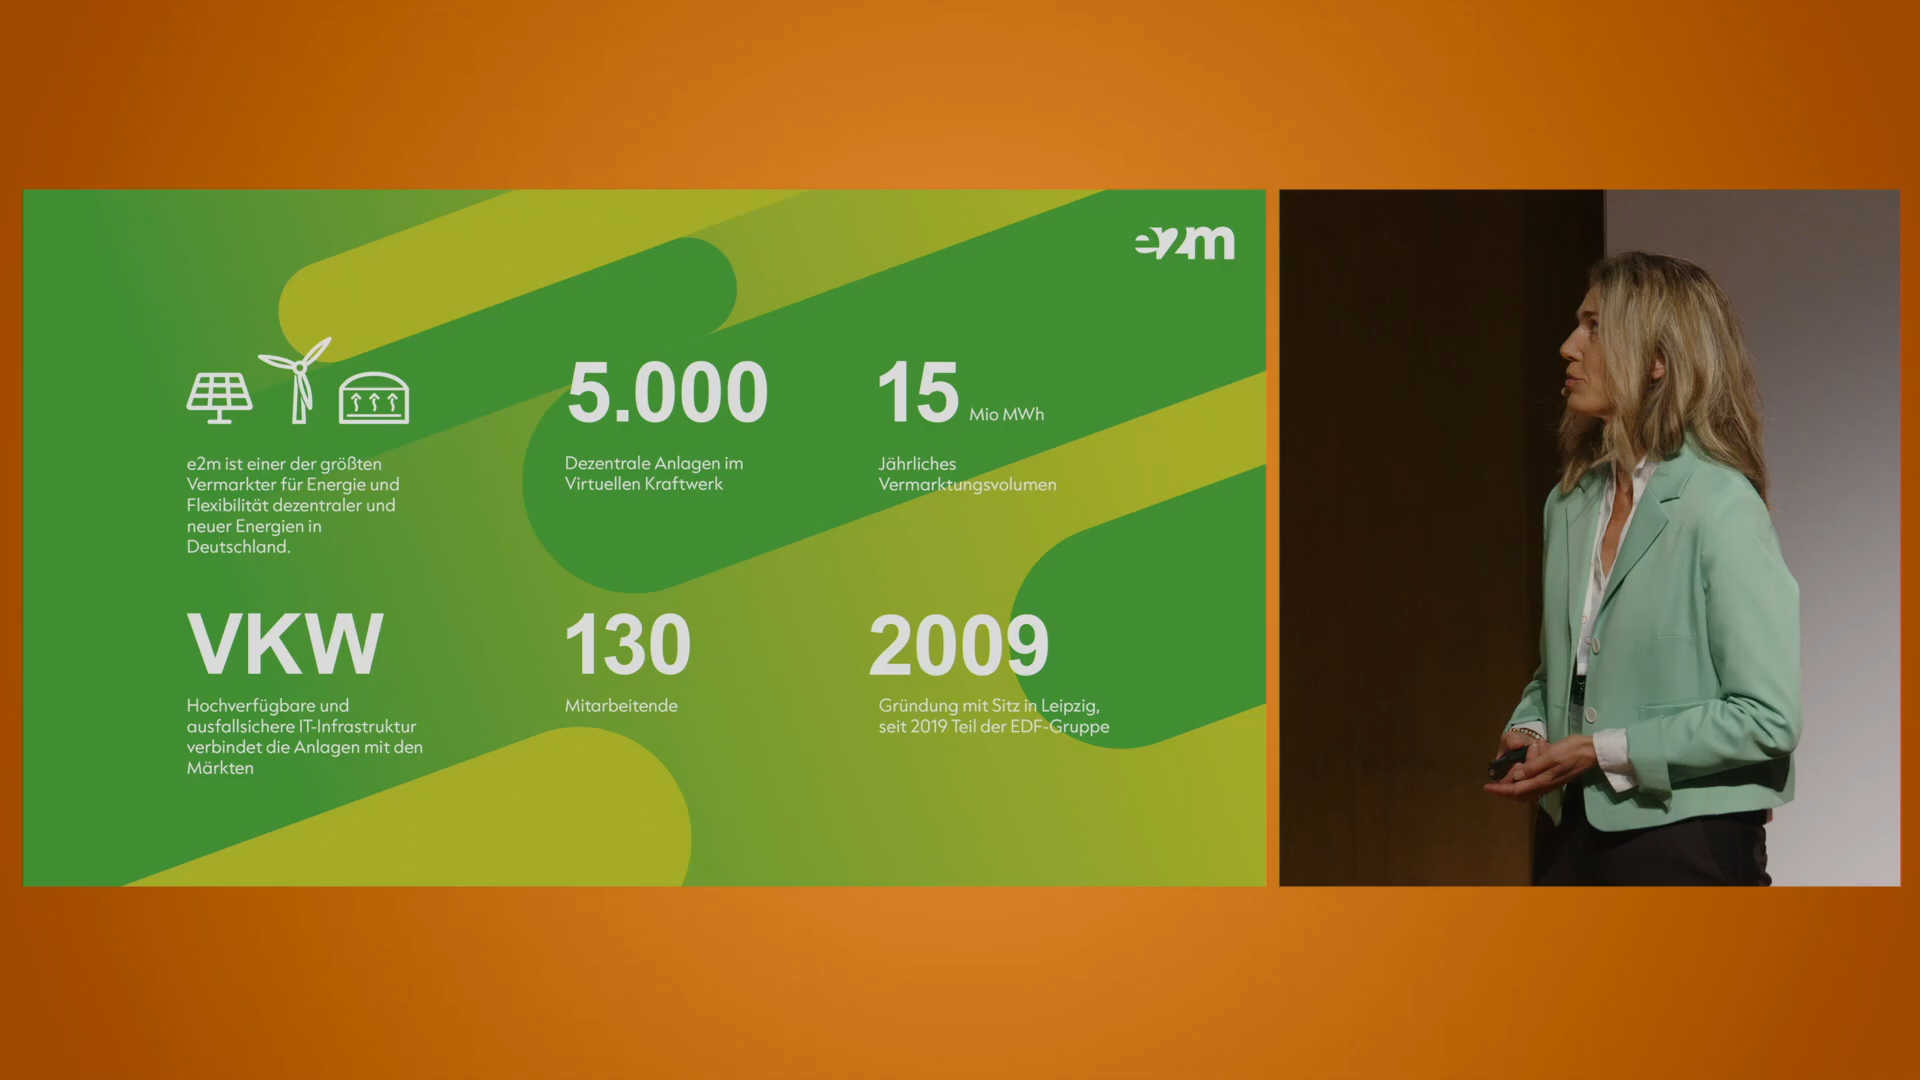 e2m
5.000
15 Mio MWh
e2m ist einer der größten
Vermarkter für Energie und
Flexibilität dezentraler und
neuer Energien in
Deutschland.
Dezentrale Anlagen im
Virtuellen Kraftwerk
Jährliches
Vermarktungsvolumen
VKW
Hochverfügbare und
ausfallsichere IT-Infrastruktur
verbindet die Anlagen mit den
Märkten
130
Mitarbeitende
2009
Gründung mit Sitz in Leipzig,
seit 2019 Teil der EDF-Gruppe